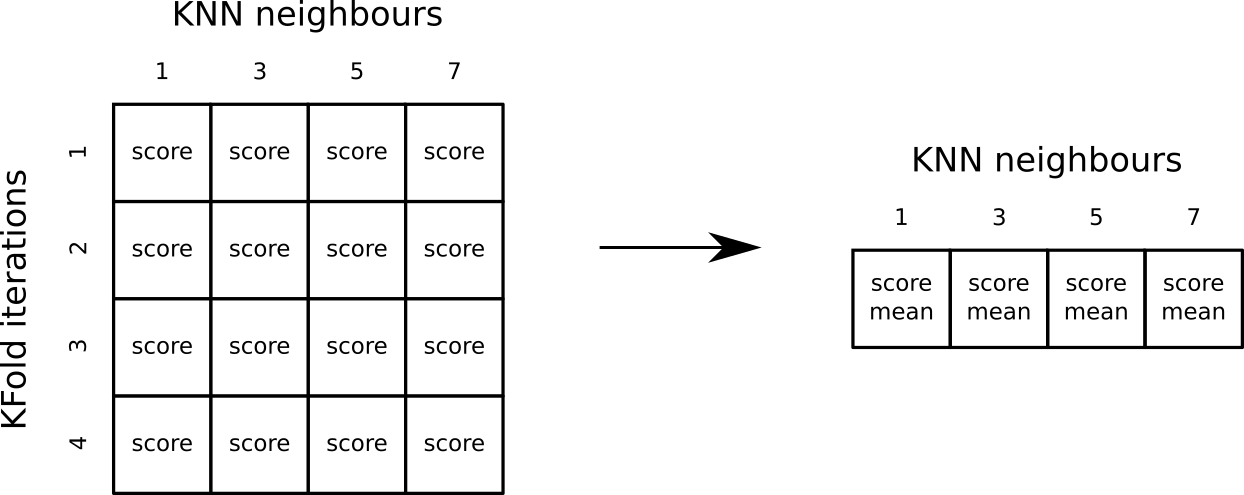 KNN neighbours
1 3 5 7
KFold iterations
1 score score score score
2 score score score score
3 score score score score
4 score score score score
KNN neighbours
1 3 5 7
score score score score
mean mean mean mean